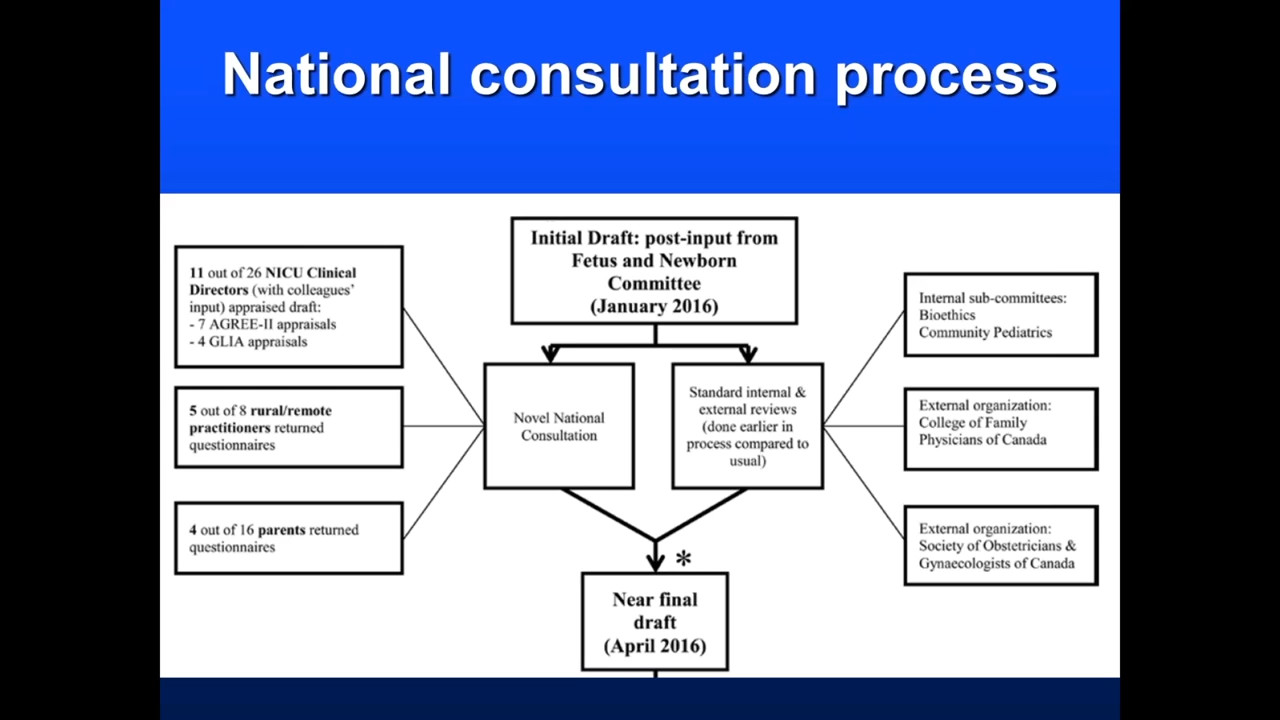 National consultation process
Initial Draft: post-input from
Fetus and Newborn
Committee
(January 2016)
11 out of 26 NICU Clinical
Directors (with colleagues’
input) appraised draft:
- 7 AGREE-II appraisals
- 4 GLIA appraisals
5 out of 8 rural/remote
practitioners returned
questionnaires
4 out of 16 parents returned
questionnaires
Novel National
Consultation
Standard internal &
external reviews
(done earlier in
process compared to
usual)
Internal sub-committees:
Bioethics
Community Pediatrics
External organization:
College of Family
Physicians of Canada
External organization:
Society of Obstetricians &
Gynaecologists of Canada
*
Near final
draft
(April 2016)